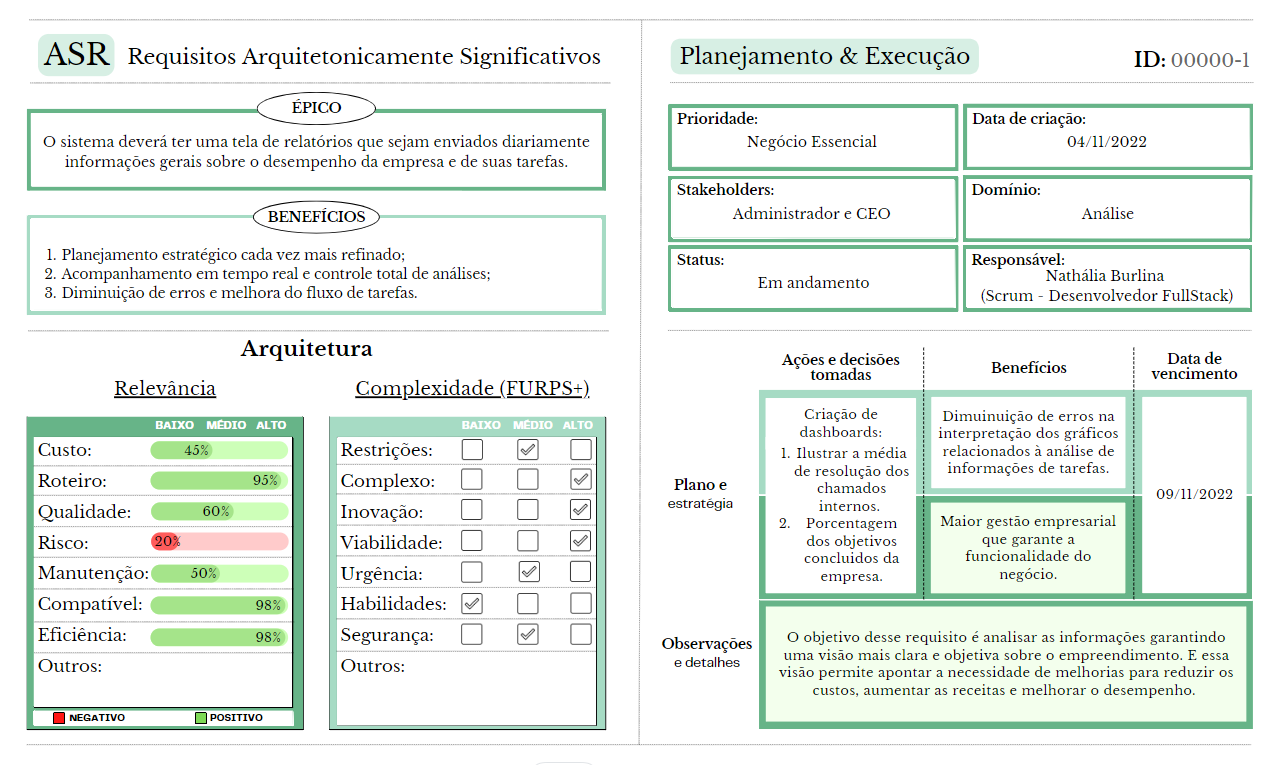 ASR Requisitos Arquitetonicamente Significativos
ÉPICO
O sistema deverá ter uma tela de relatórios que sejam enviados diariamente
informações gerais sobre o desempenho da empresa e de suas tarefas.
BENEFÍCIOS
1. Planejamento estratégico cada vez mais refinado;
2. Acompanhamento em tempo real e controle total de análises;
3. Diminuição de erros e melhora do fluxo de tarefas.
Arquitetura
Relevância
BAIXO MÉDIO ALTO
Custo: 45%
Roteiro: 95%
Qualidade: 60%
Risco: 20%
Manutenção: 50%
Compatível: 98%
Eficiência: 98%
Outros:
NEGATIVO POSITIVO
Complexidade (FURPS+)
BAIXO MÉDIO ALTO
Restrições:
Complexo:
Inovação:
Viabilidade:
Urgência:
Habilidades:
Segurança:
Outros:
Planejamento & Execução
ID: 00000-1
Prioridade:
Negócio Essencial
Data de criação:
04/11/2022
Stakeholders:
Administrador e CEO
Domínio:
Análise
Status:
Em andamento
Responsável:
Nathália Burlina
(Scrum - Desenvolvedor FullStack)
Ações e decisões
tomadas
Benefícios
Data de
vencimento
Plano e
estratégia
Criação de
dashboards:
1. Ilustrar a média
de resolução dos
chamados
internos.
2. Porcentagem
dos objetivos
concluídos da
empresa.
Dimuinuição de erros na
interpretação dos gráficos
relacionados à análise de
informações de tarefas.
Maior gestão empresarial
que garante a
funcionalidade do
negócio.
09/11/2022
Observações
e detalhes
O objetivo desse requisito é analisar as informações garantindo
uma visão mais clara e objetiva sobre o empreendimento. E essa
visão permite apontar a necessidade de melhorias para reduzir os
custos, aumentar as receitas e melhorar o desempenho.